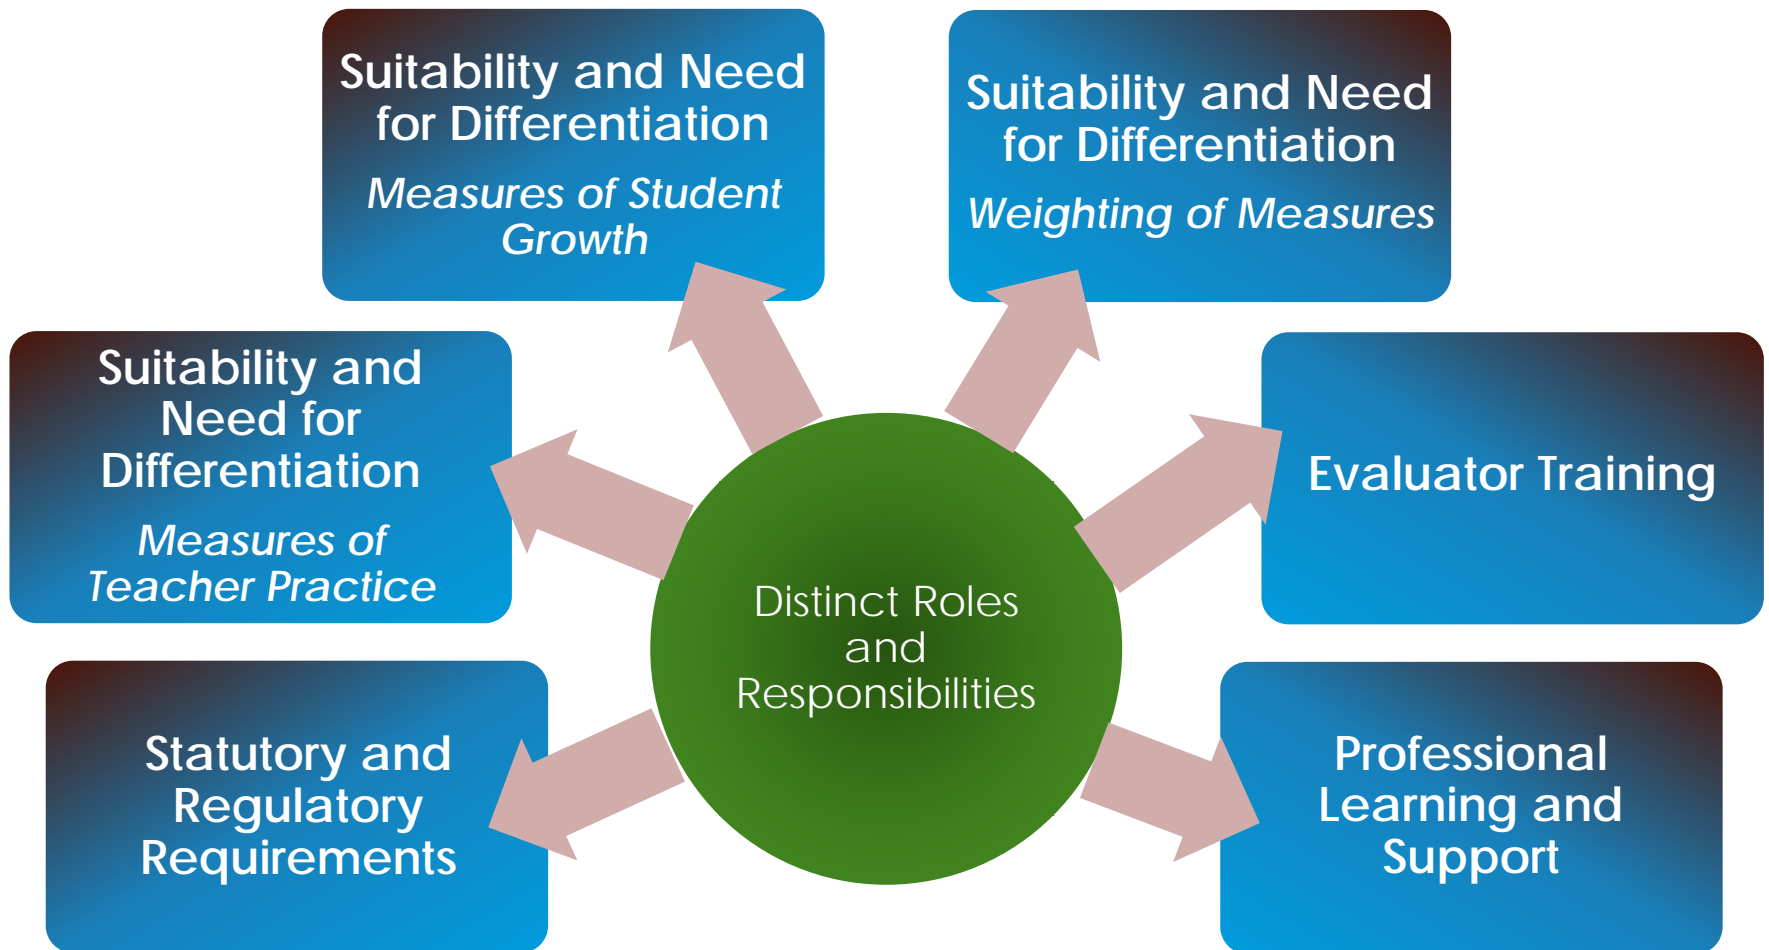 Suitability and Need
for Differentiation
Measures of Student
Growth
Suitability and Need
for Differentiation
Weighting of Measures
Suitability and
Need for
Differentiation
Measures of
Teacher Practice
Evaluator Training
Distinct Roles
and
Responsibilities
Statutory and
Regulatory
Requirements
Professional
Learning and
Support